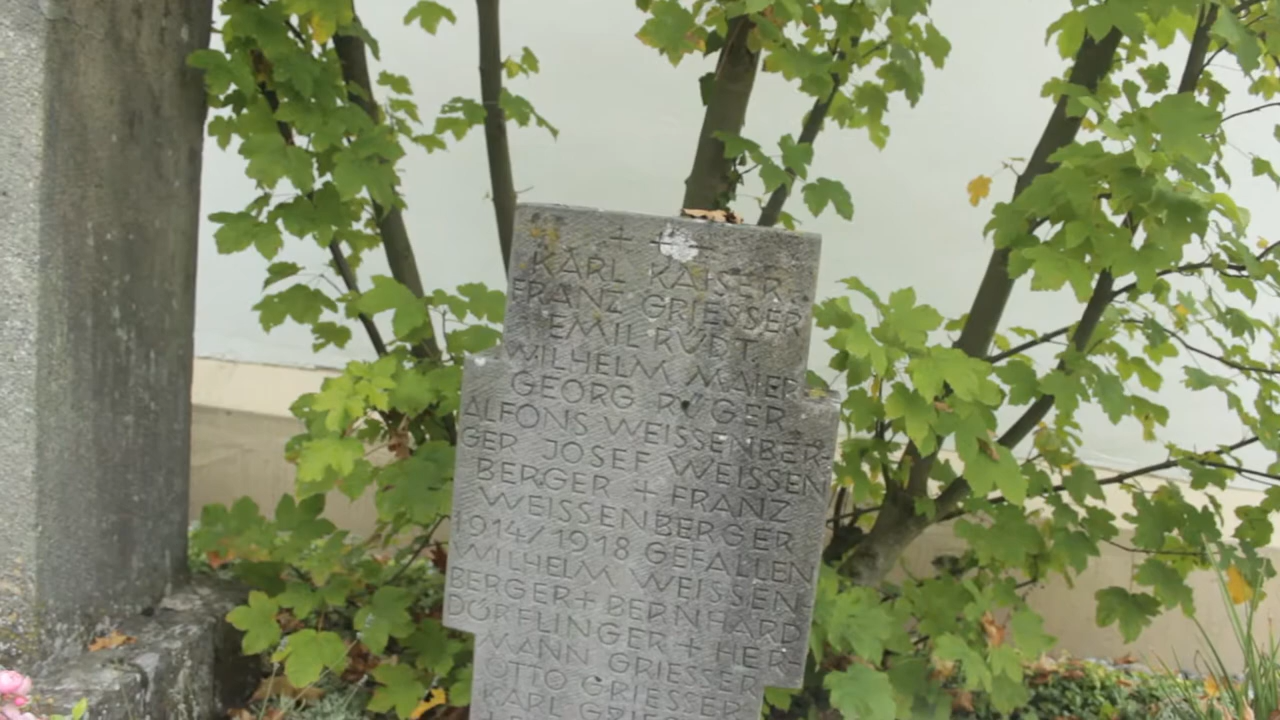 + +
KARL KAISER
FRANZ GRIESSER
EMIL RVDT
WILHELM MAIER
GEORG RÜGER
ALFONS WEISSENBER-
GER JOSEF WEISSEN
BERGER + FRANZ
WEISSENBERGER
1914/1918 GEFALLEN
WILHELM WEISSEN-
BERGER + BERNHARD
DÖRFLINGER + HER-
MANN GRIESSER
OTTO GRIESSER
KARL